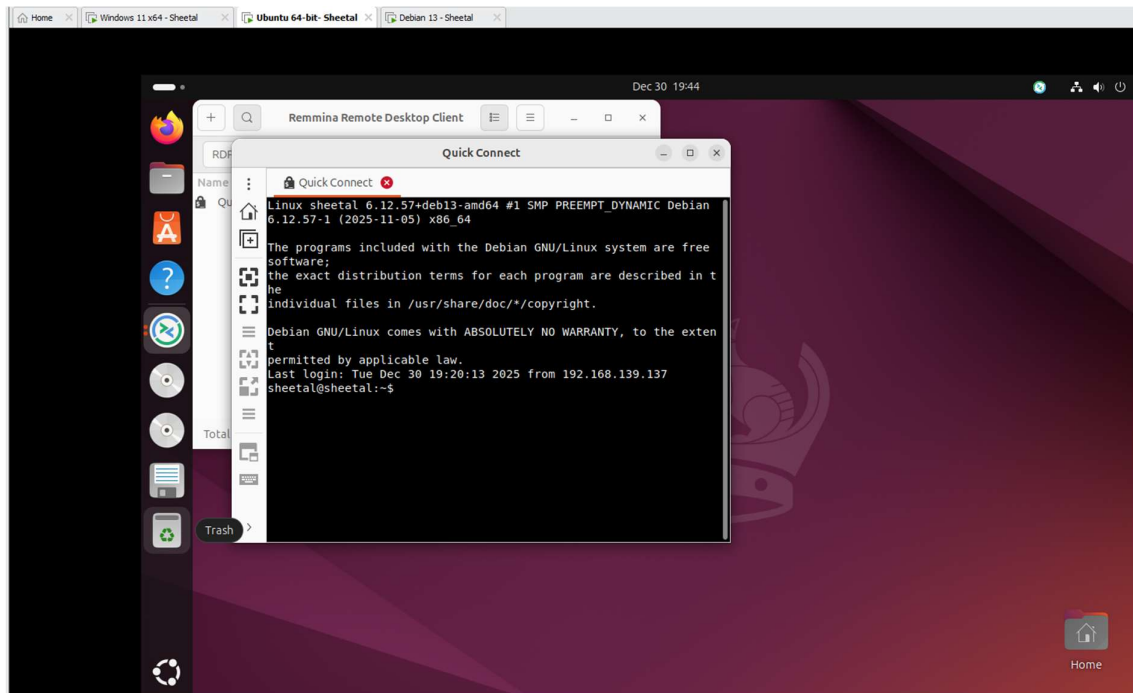 Home
Windows 11 x64 - Sheetal
Ubuntu 64-bit- Sheetal
Debian 13 - Sheetal
Dec 30 19:44
Remmina Remote Desktop Client
RDP
Quick Connect
Name
Quick Connect
Qu
Linux sheetal 6.12.57+deb13-amd64 #1 SMP PREEMPT_DYNAMIC Debian
6.12.57-1 (2025-11-05) x86_64
The programs included with the Debian GNU/Linux system are free
software;
the exact distribution terms for each program are described in t
he
individual files in /usr/share/doc/*/copyright.
Debian GNU/Linux comes with ABSOLUTELY NO WARRANTY, to the exten
t
permitted by applicable law.
Last login: Tue Dec 30 19:20:13 2025 from 192.168.139.137
sheetal@sheetal:~$
Total
Trash
Home